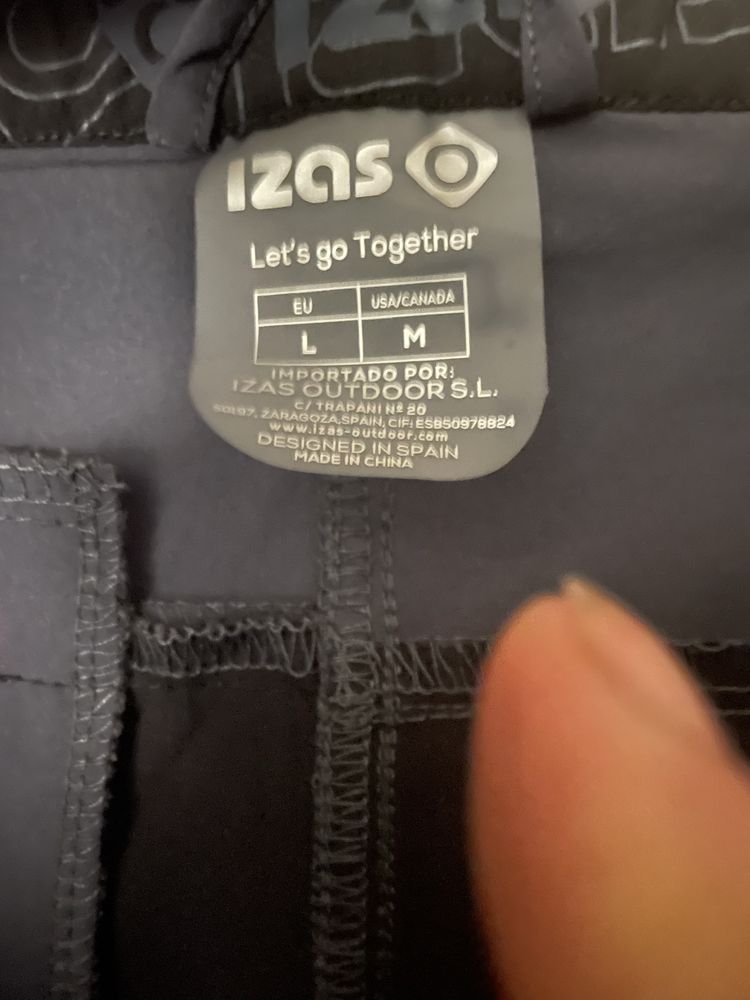 IZAS
IZAS
Let's go Together
EU USA/CANADA
L M
IMPORTADO POR:
IZAS OUTDOOR S.L.
C/ TRAPANI Nº 20
ZARAGOZA, SPAIN, CIF: ESB50978824
www.izas-outdoor.com
DESIGNED IN SPAIN
MADE IN CHINA